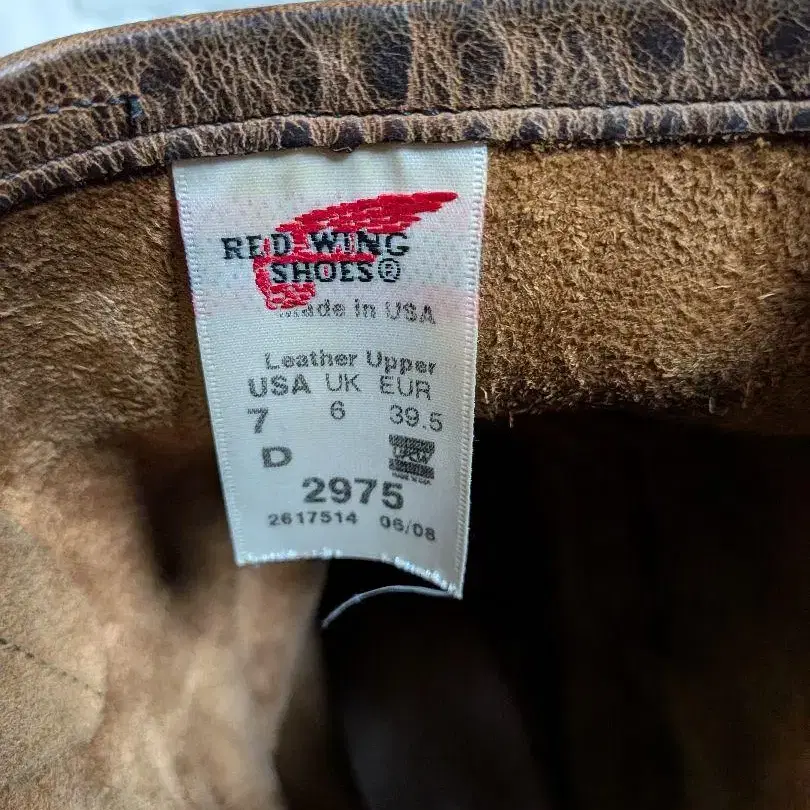 RED WING
SHOES®
Made in USA
Leather Upper
USA UK EUR
7 6 39.5
D
2975
2617514 06/08